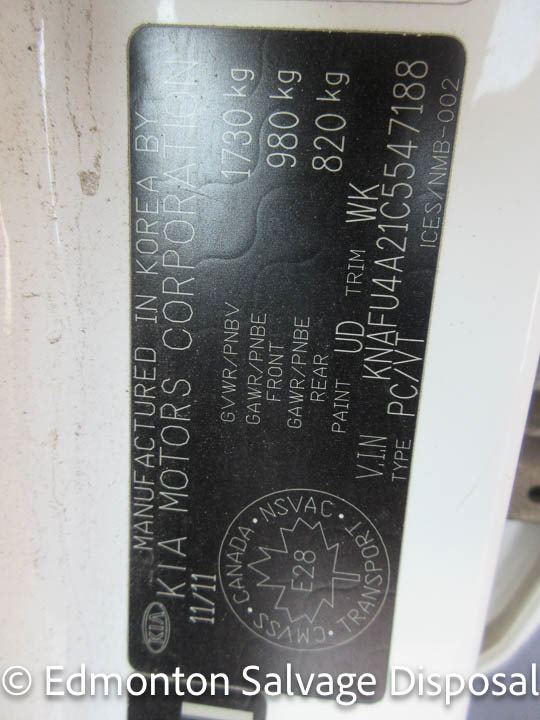 KIA
MANUFACTURED IN KOREA BY
KIA MOTORS CORPORATION
11/11
GVWR/PNBV 1730 kg
GAWR/PNBE FRONT 980 kg
GAWR/PNBE REAR 820 kg
PAINT UD TRIM WK
V.I.N KNAFU4A21C5547188
TYPE PC/VT
ICES/NMB-002
CANADA • NSVAC • TRANSPORT • CMVSS •
E28
© Edmonton Salvage Disposal